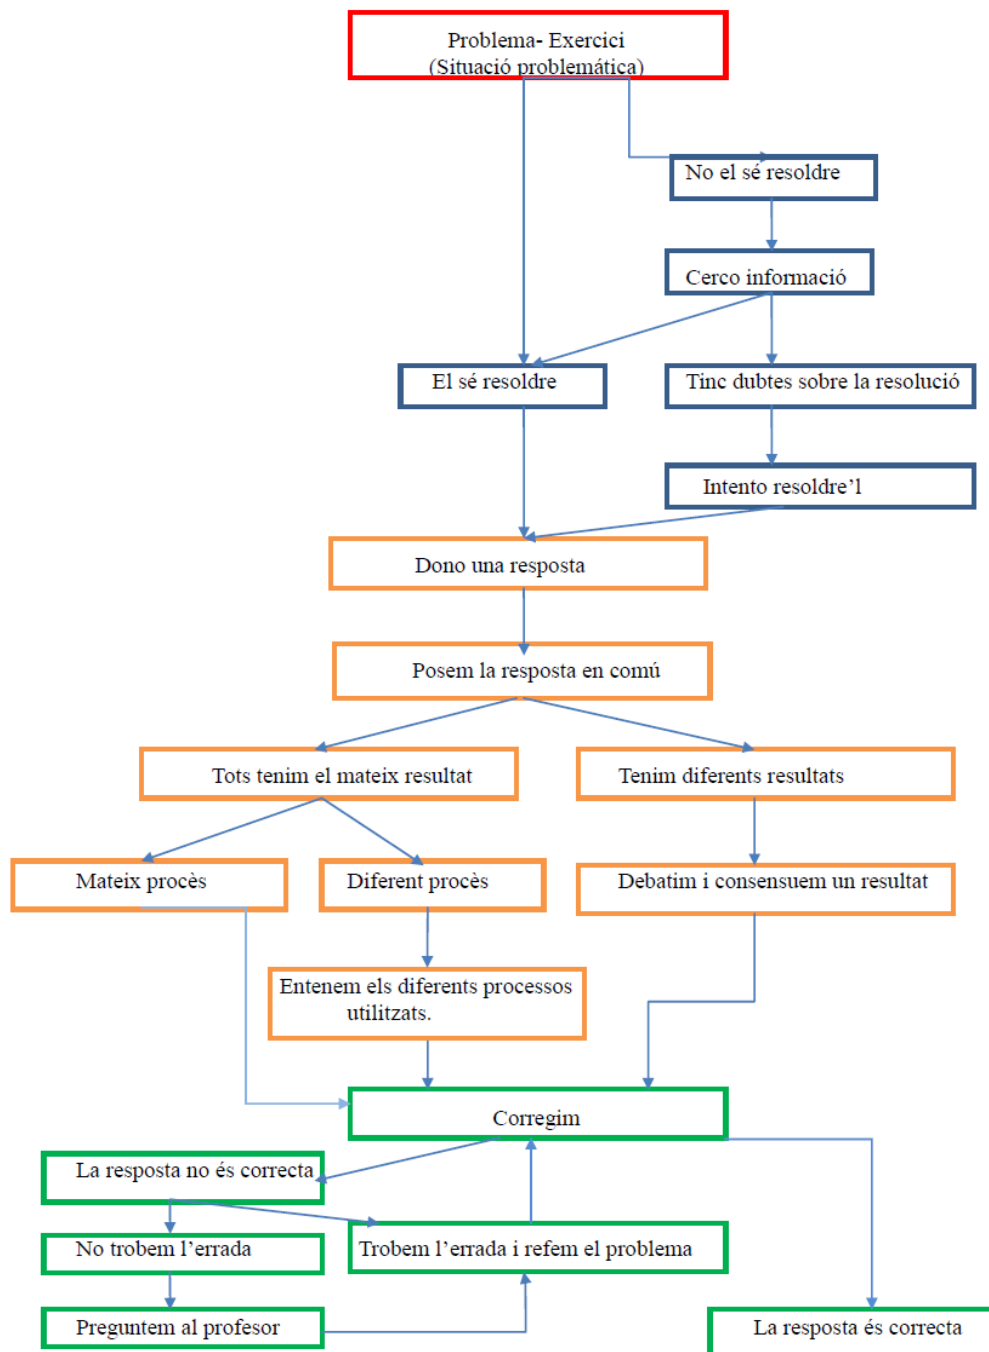 Problema- Exercici
(Situació problemática)
No el sé resoldre
Cerco informació
El sé resoldre
Tinc dubtes sobre la resolució
Intento resoldre’l
Dono una resposta
Posem la resposta en comú
Tots tenim el mateix resultat
Tenim diferents resultats
Mateix procès
Diferent procès
Debatim i consensuem un resultat
Entenem els diferents processos
utilitzats.
Corregim
La resposta no és correcta
No trobem l’errada
Trobem l’errada i refem el problema
Preguntem al profesor
La resposta és correcta